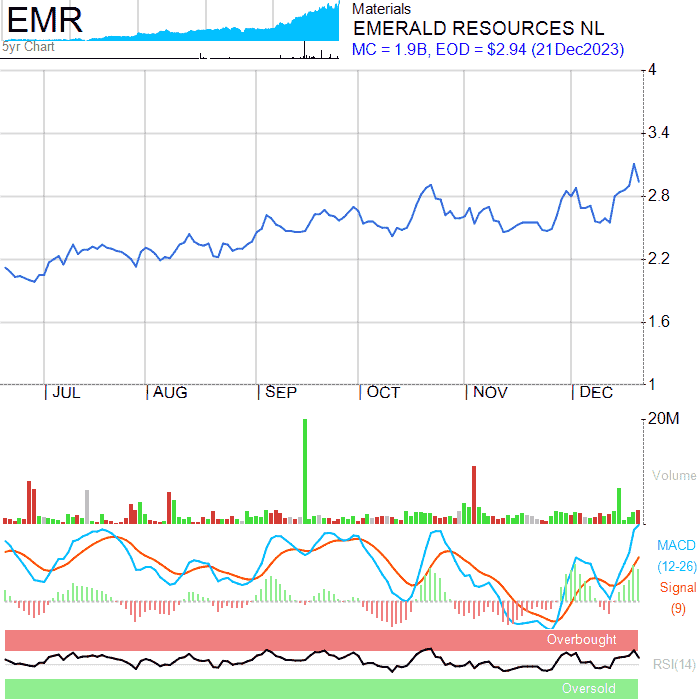 EMR
5yr Chart
Materials
EMERALD RESOURCES NL
MC = 1.9B, EOD = $2.94 (21Dec2023)
4
3.4
2.8
2.2
1.6
1
JUL AUG SEP OCT NOV DEC
20M
Volume
MACD
(12-26)
Signal
(9)
Overbought
RSI(14)
Oversold